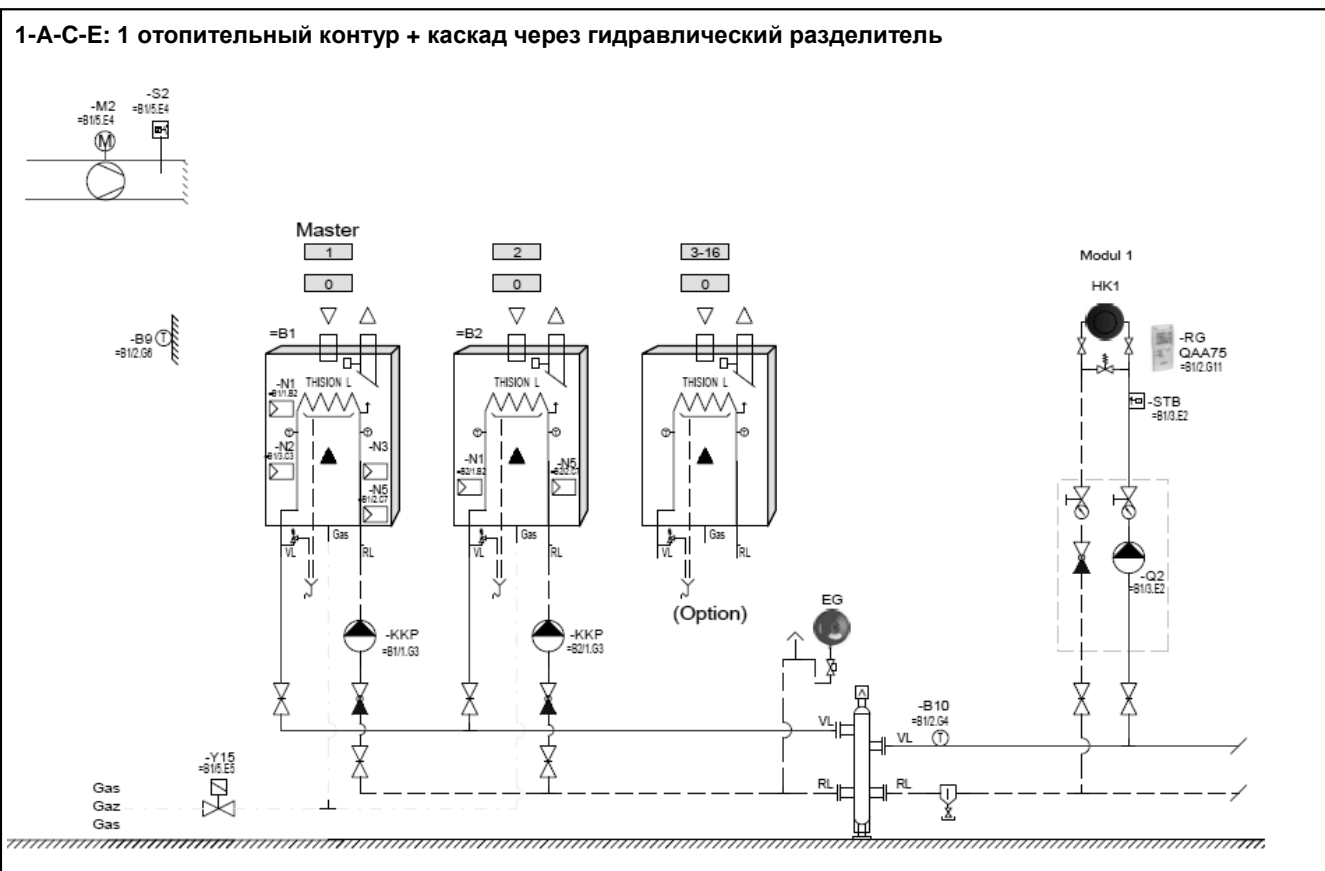 1-A-C-E: 1 отопительный контур + каскад через гидравлический разделитель
-M2
=B1/5.E4
-S2
=B1/5.E4
M
Master
1
0
2
0
3-16
0
Modul 1
HK1
-B9
=B1/2.G6
T
=B1
=B2
THISION L
THISION L
THISION L
-N1
=B1/1.B2
-N2
=B1/3.C3
-N3
-N5
=B1/2.C7
-N1
=B2/1.B2
-N5
=B2/2.C7
T
T
T
T
T
T
-RG
QAA75
=B1/2.G11
-STB
=B1/3.E2
VL
Gas
RL
VL
Gas
RL
VL
Gas
RL
(Option)
EG
-Q2
=B1/3.E2
-KKP
=B1/1.G3
-KKP
=B2/1.G3
A
-B10
=B1/2.G4
VL
VL
T
-Y15
=B1/5.E5
RL
RL
Gas
Gaz
Gas